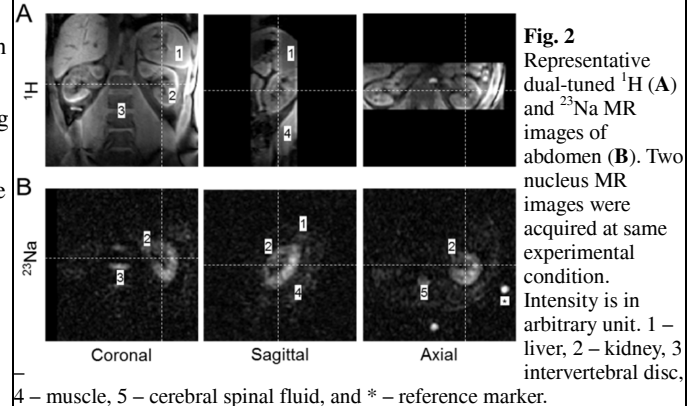 n
g
e
A
1
2
3
1
4
¹H
B
2
3
1
2
4
2
5
*
²³Na
Coronal Sagittal Axial
Fig. 2
Representative
dual-tuned ¹H (A)
and ²³Na MR
images of
abdomen (B). Two
nucleus MR
images were
acquired at same
experimental
condition.
Intensity is in
arbitrary unit. 1 –
liver, 2 – kidney, 3
intervertebral disc,
–
4 – muscle, 5 – cerebral spinal fluid, and * – reference marker.